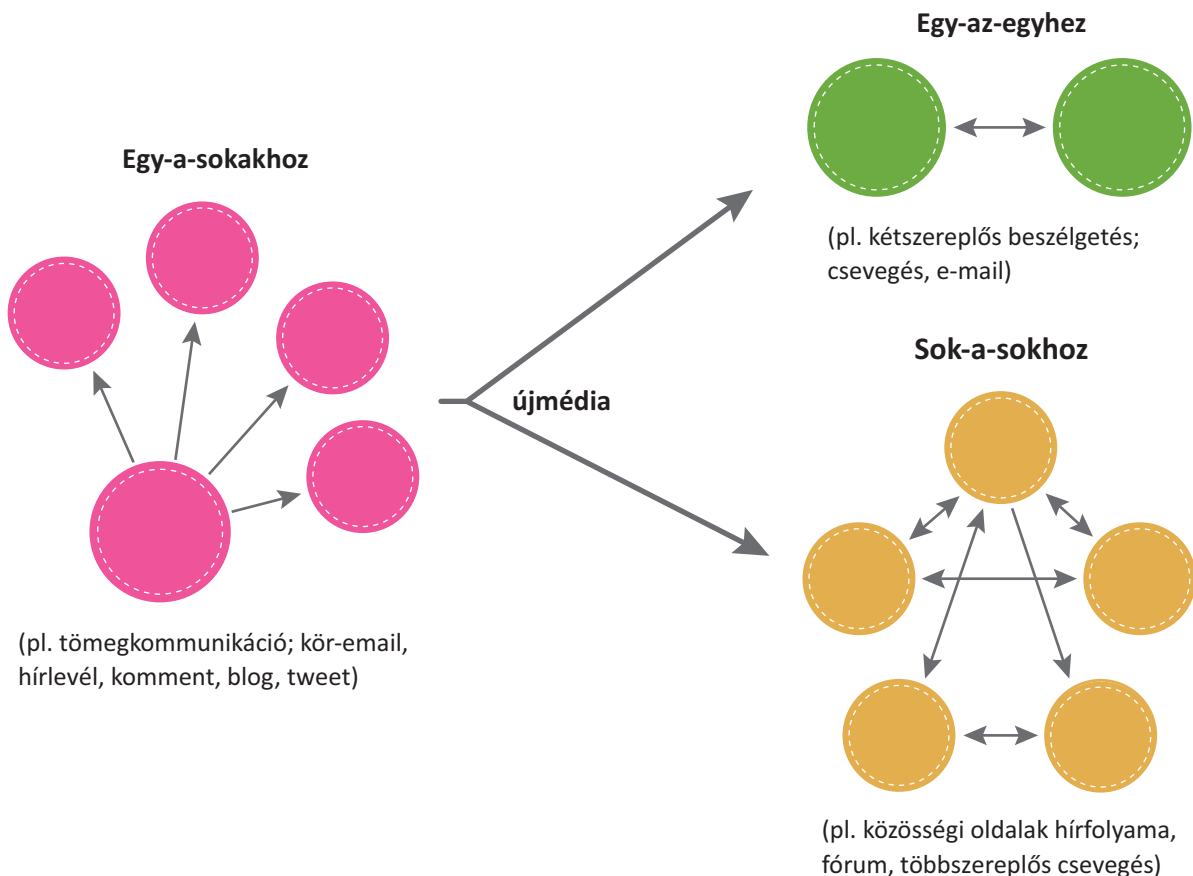 Egy-a-sokakhoz
(pl. tömegkommunikáció; kör-email,
hírlevél, komment, blog, tweet)
újmédia
Egy-az-egyhez
(pl. kétszereplős beszélgetés;
csevegés, e-mail)
Sok-a-sokhoz
(pl. közösségi oldalak hírfolyama,
fórum, többszereplős csevegés)